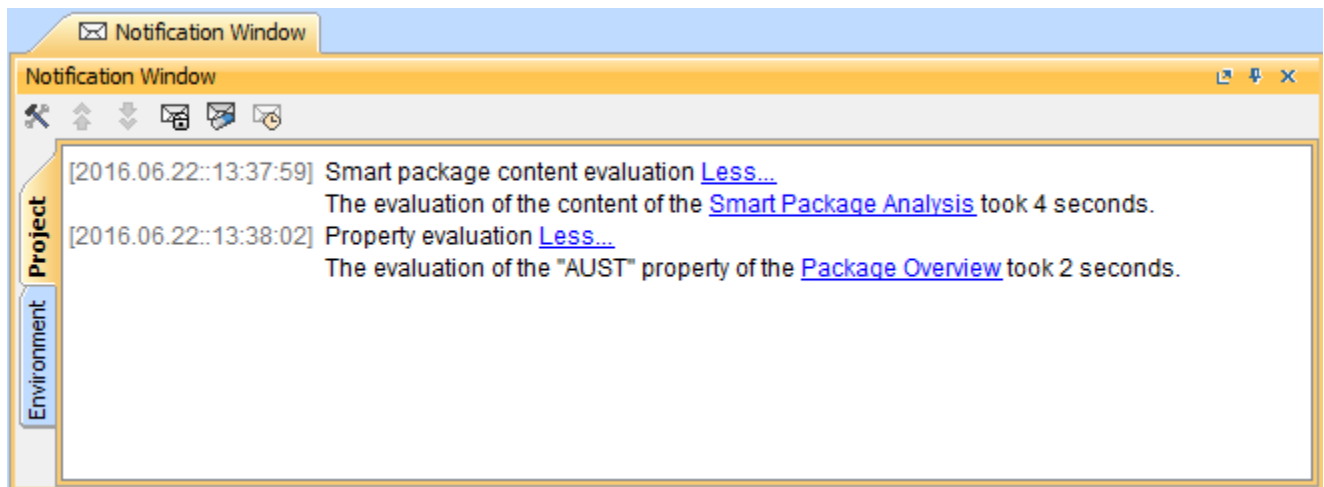 Notification Window
Notification Window
[2016.06.22::13:37:59] Smart package content evaluation Less...
The evaluation of the content of the Smart Package Analysis took 4 seconds.
[2016.06.22::13:38:02] Property evaluation Less...
The evaluation of the "AUST" property of the Package Overview took 2 seconds.
Project
Environment